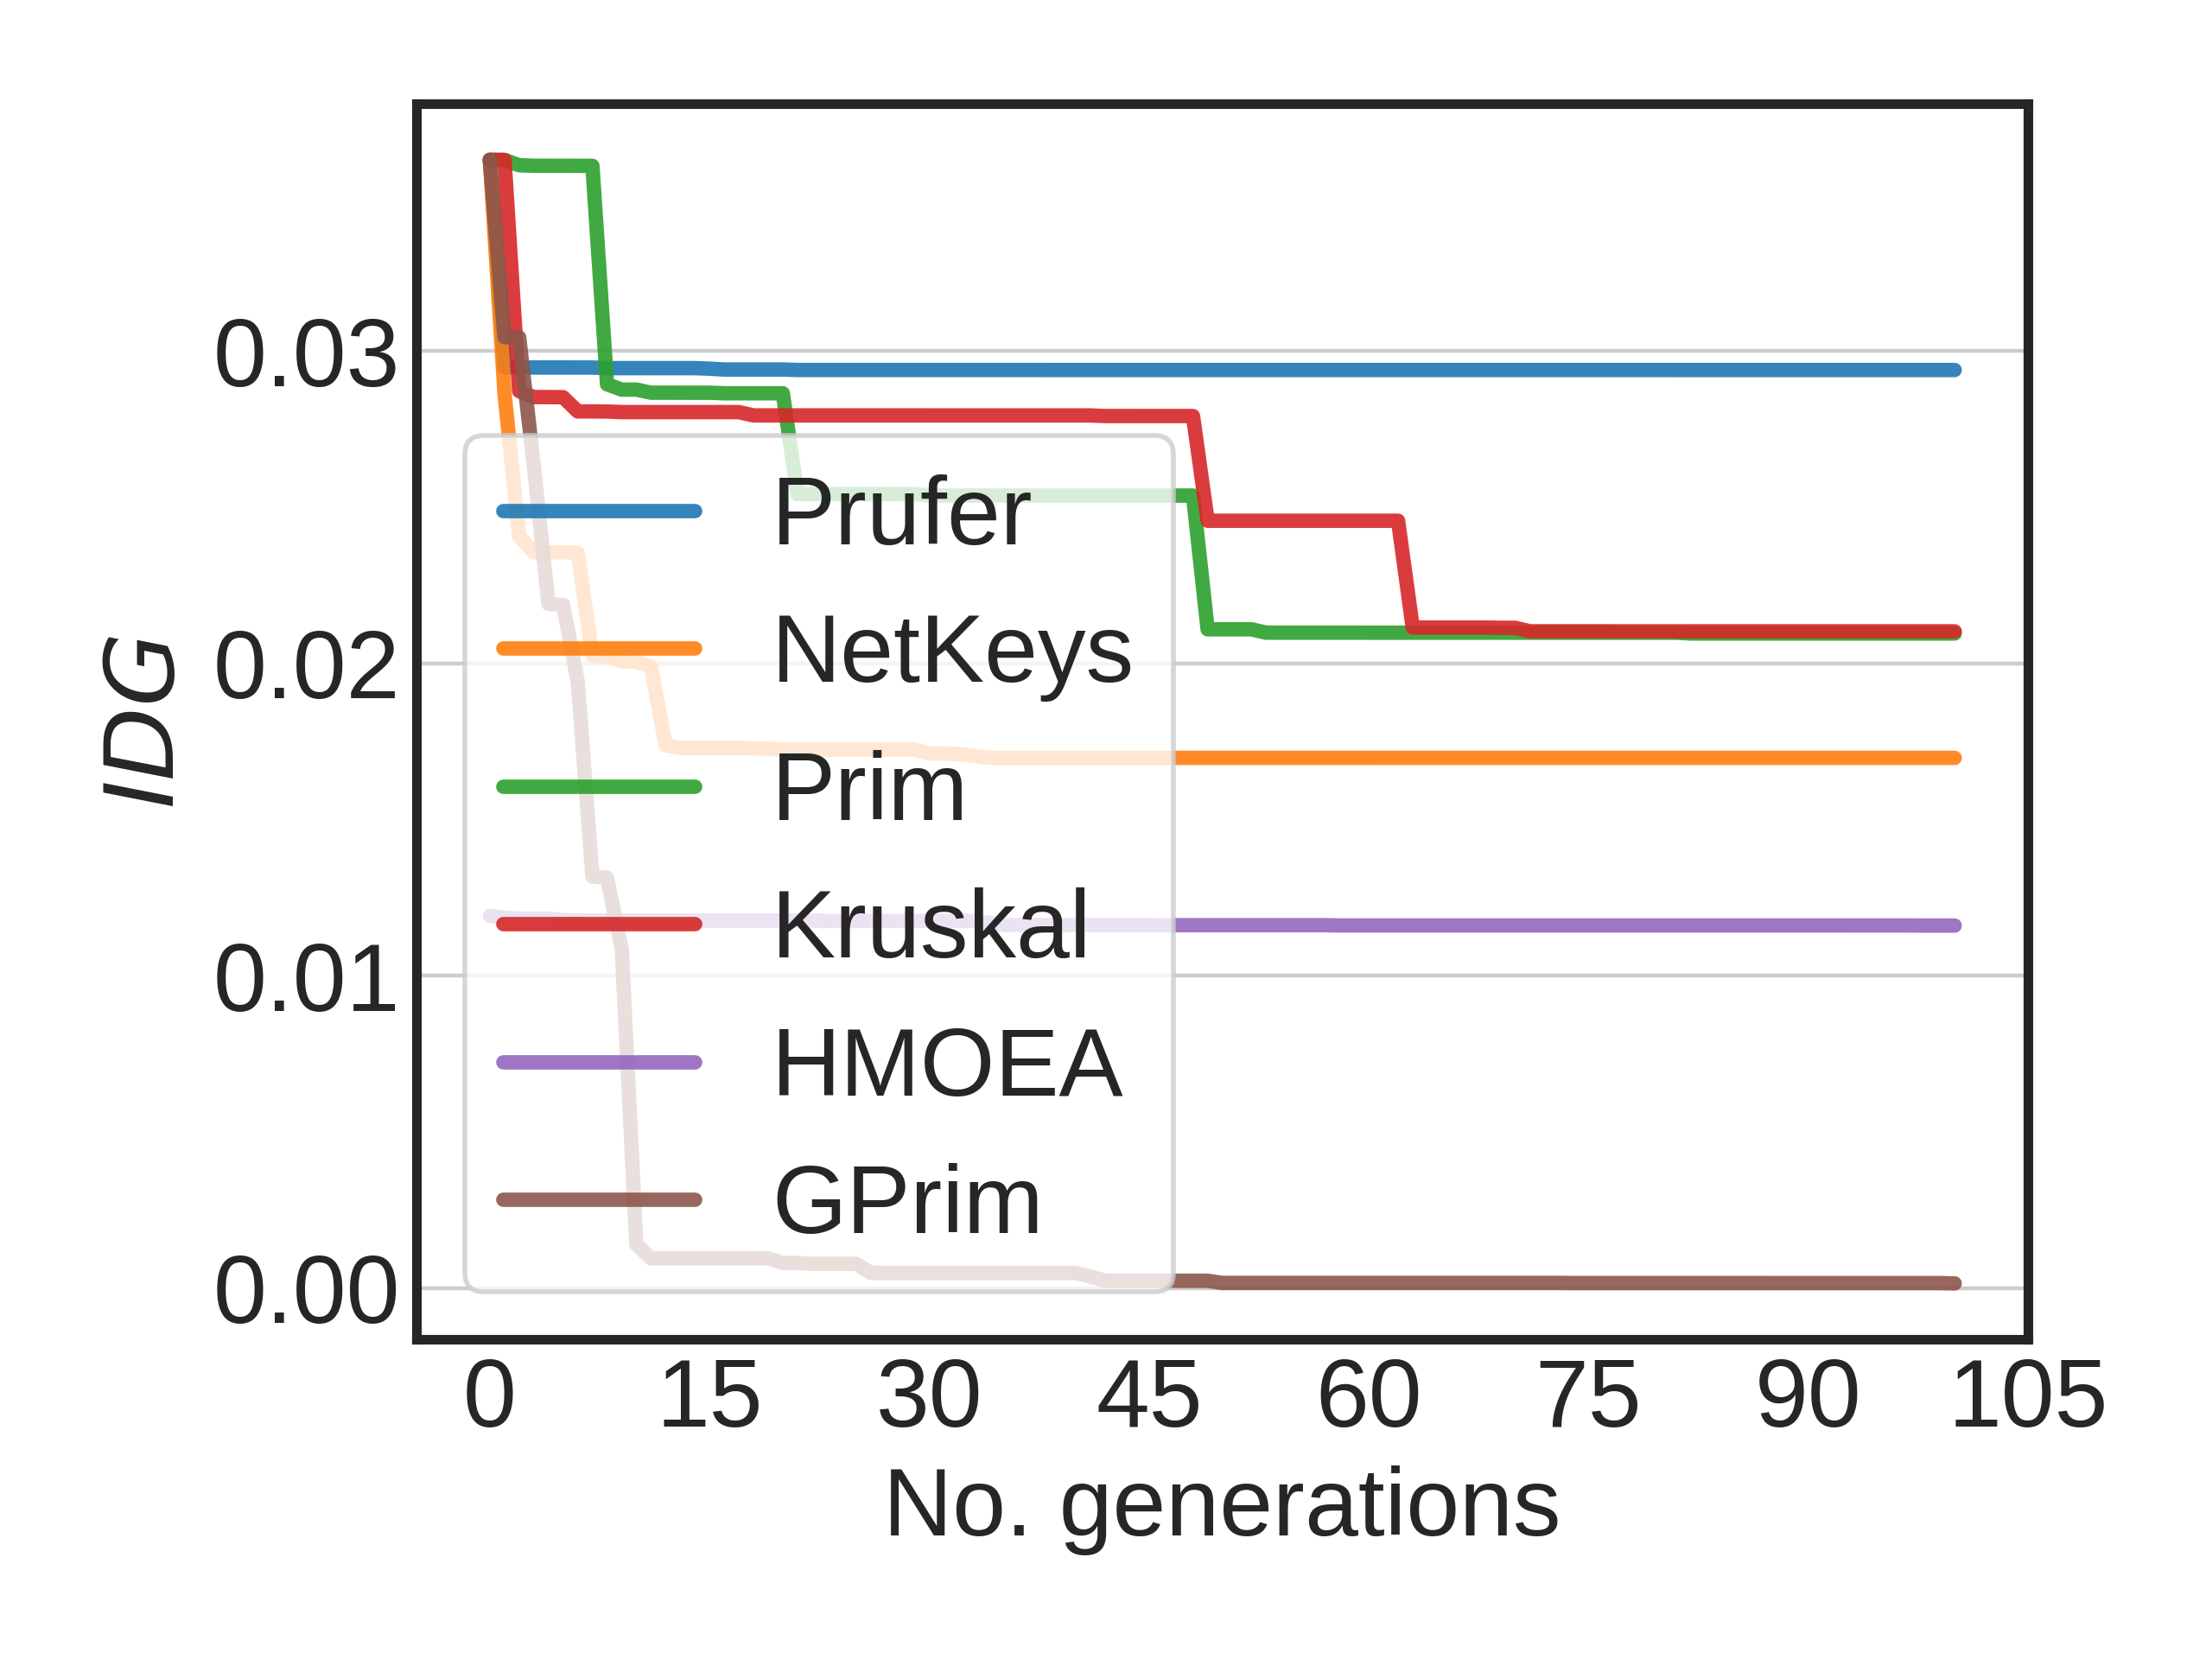 0.03
0.02
0.01
0.00
IDG
Prufer
NetKeys
Prim
Kruskal
HMOEA
GPrim
0 15 30 45 60 75 90 105
No. generations